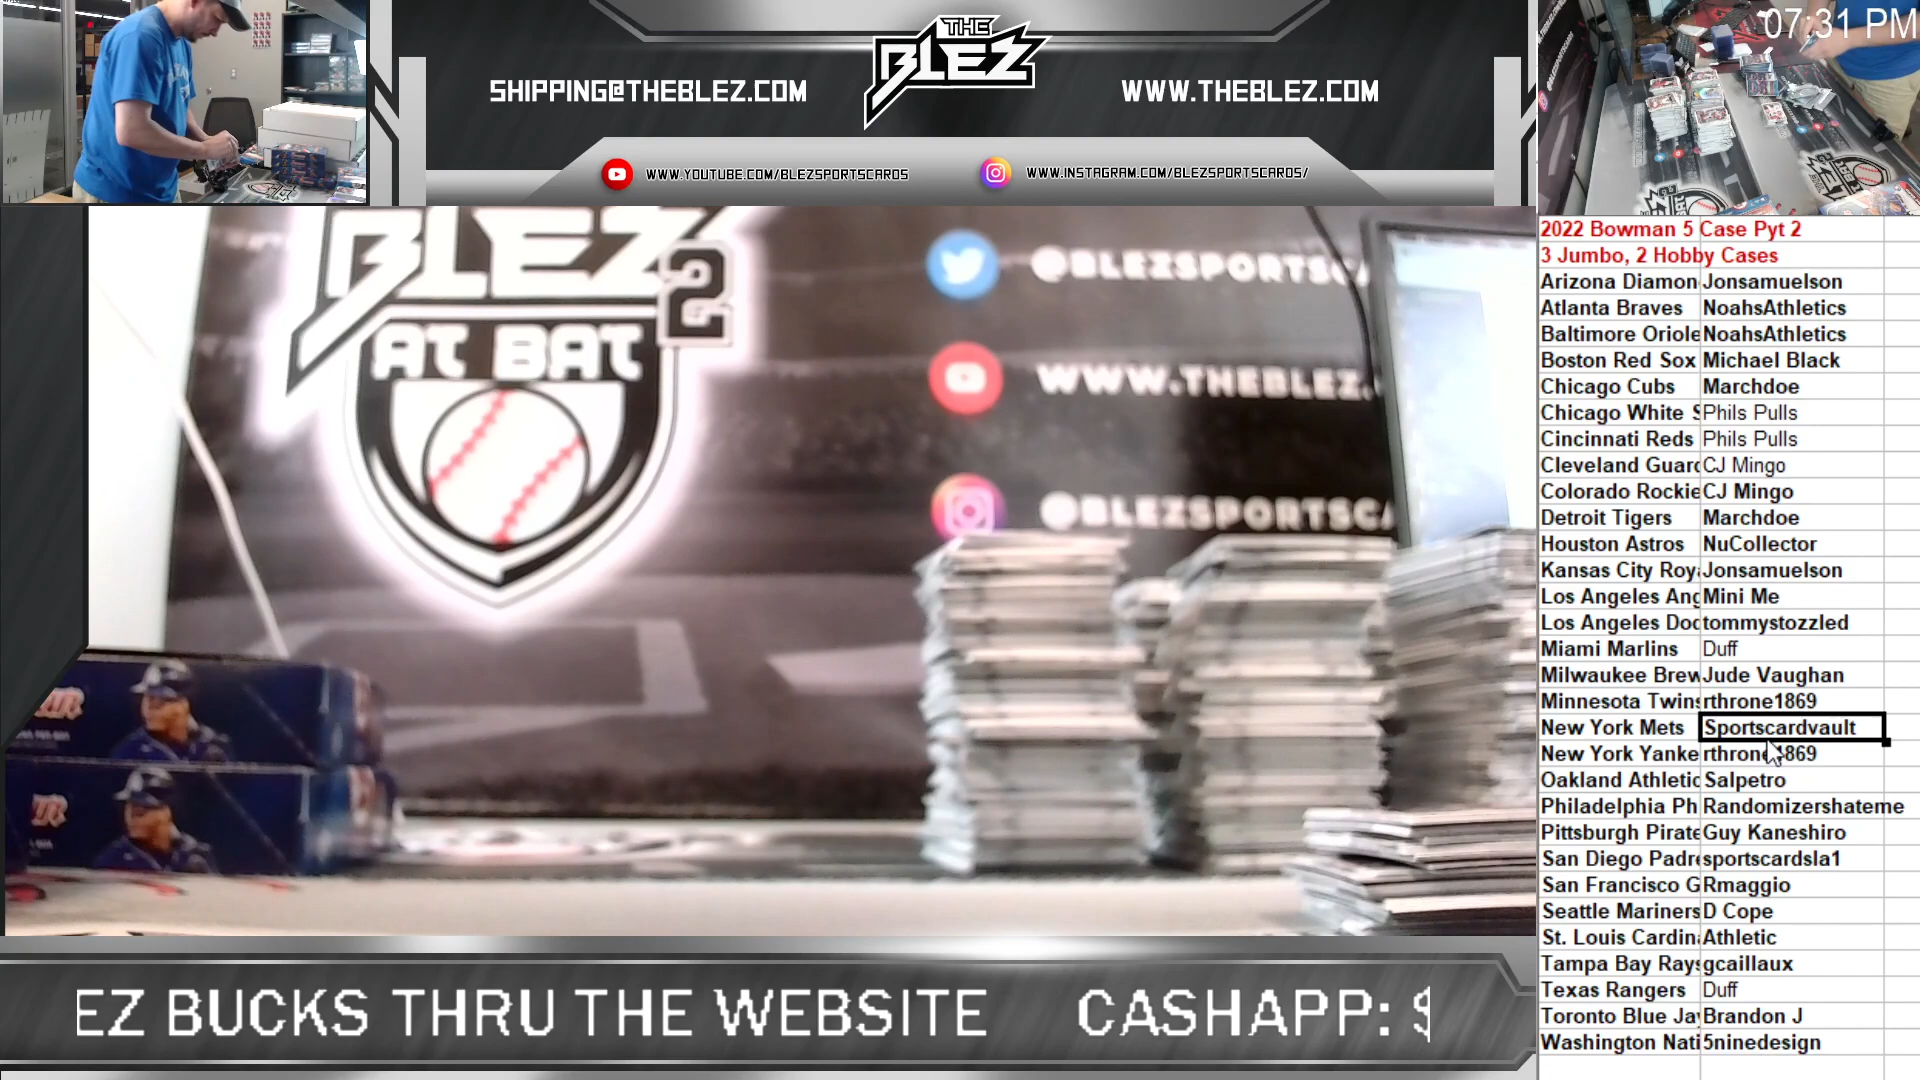 THE
BLEZ
SHIPPING@THEBLEZ.COM
WWW.THEBLEZ.COM
WWW.YOUTUBE.COM/BLEZSPORTSCARDS
WWW.INSTAGRAM.COM/BLEZSPORTSCARDS/
07:31 PM
BLEZ
2
AT BAT
@BLEZSPORTSCA
WWW.THEBLEZ.
@BLEZSPORTSCA
2022 Bowman 5 Case Pyt 2
3 Jumbo, 2 Hobby Cases
Arizona Diamon Jonsamuelson
Atlanta Braves NoahsAthletics
Baltimore Oriole NoahsAthletics
Boston Red Sox Michael Black
Chicago Cubs Marchdoe
Chicago White S Phils Pulls
Cincinnati Reds Phils Pulls
Cleveland Guard CJ Mingo
Colorado Rockie CJ Mingo
Detroit Tigers Marchdoe
Houston Astros NuCollector
Kansas City Roya Jonsamuelson
Los Angeles Ang Mini Me
Los Angeles Dod tommystozzled
Miami Marlins Duff
Milwaukee Brew Jude Vaughan
Minnesota Twins rthrone1869
New York Mets Sportscardvault
New York Yanke rthrone1869
Oakland Athletic Salpetro
Philadelphia Ph Randomizershateme
Pittsburgh Pirate Guy Kaneshiro
San Diego Padre sportscardsla1
San Francisco G Rmaggio
Seattle Mariners D Cope
St. Louis Cardina Athletic
Tampa Bay Rays gcaillaux
Texas Rangers Duff
Toronto Blue Jay Brandon J
Washington Nati 5ninedesign
EZ BUCKS THRU THE WEBSITE CASHAPP: $